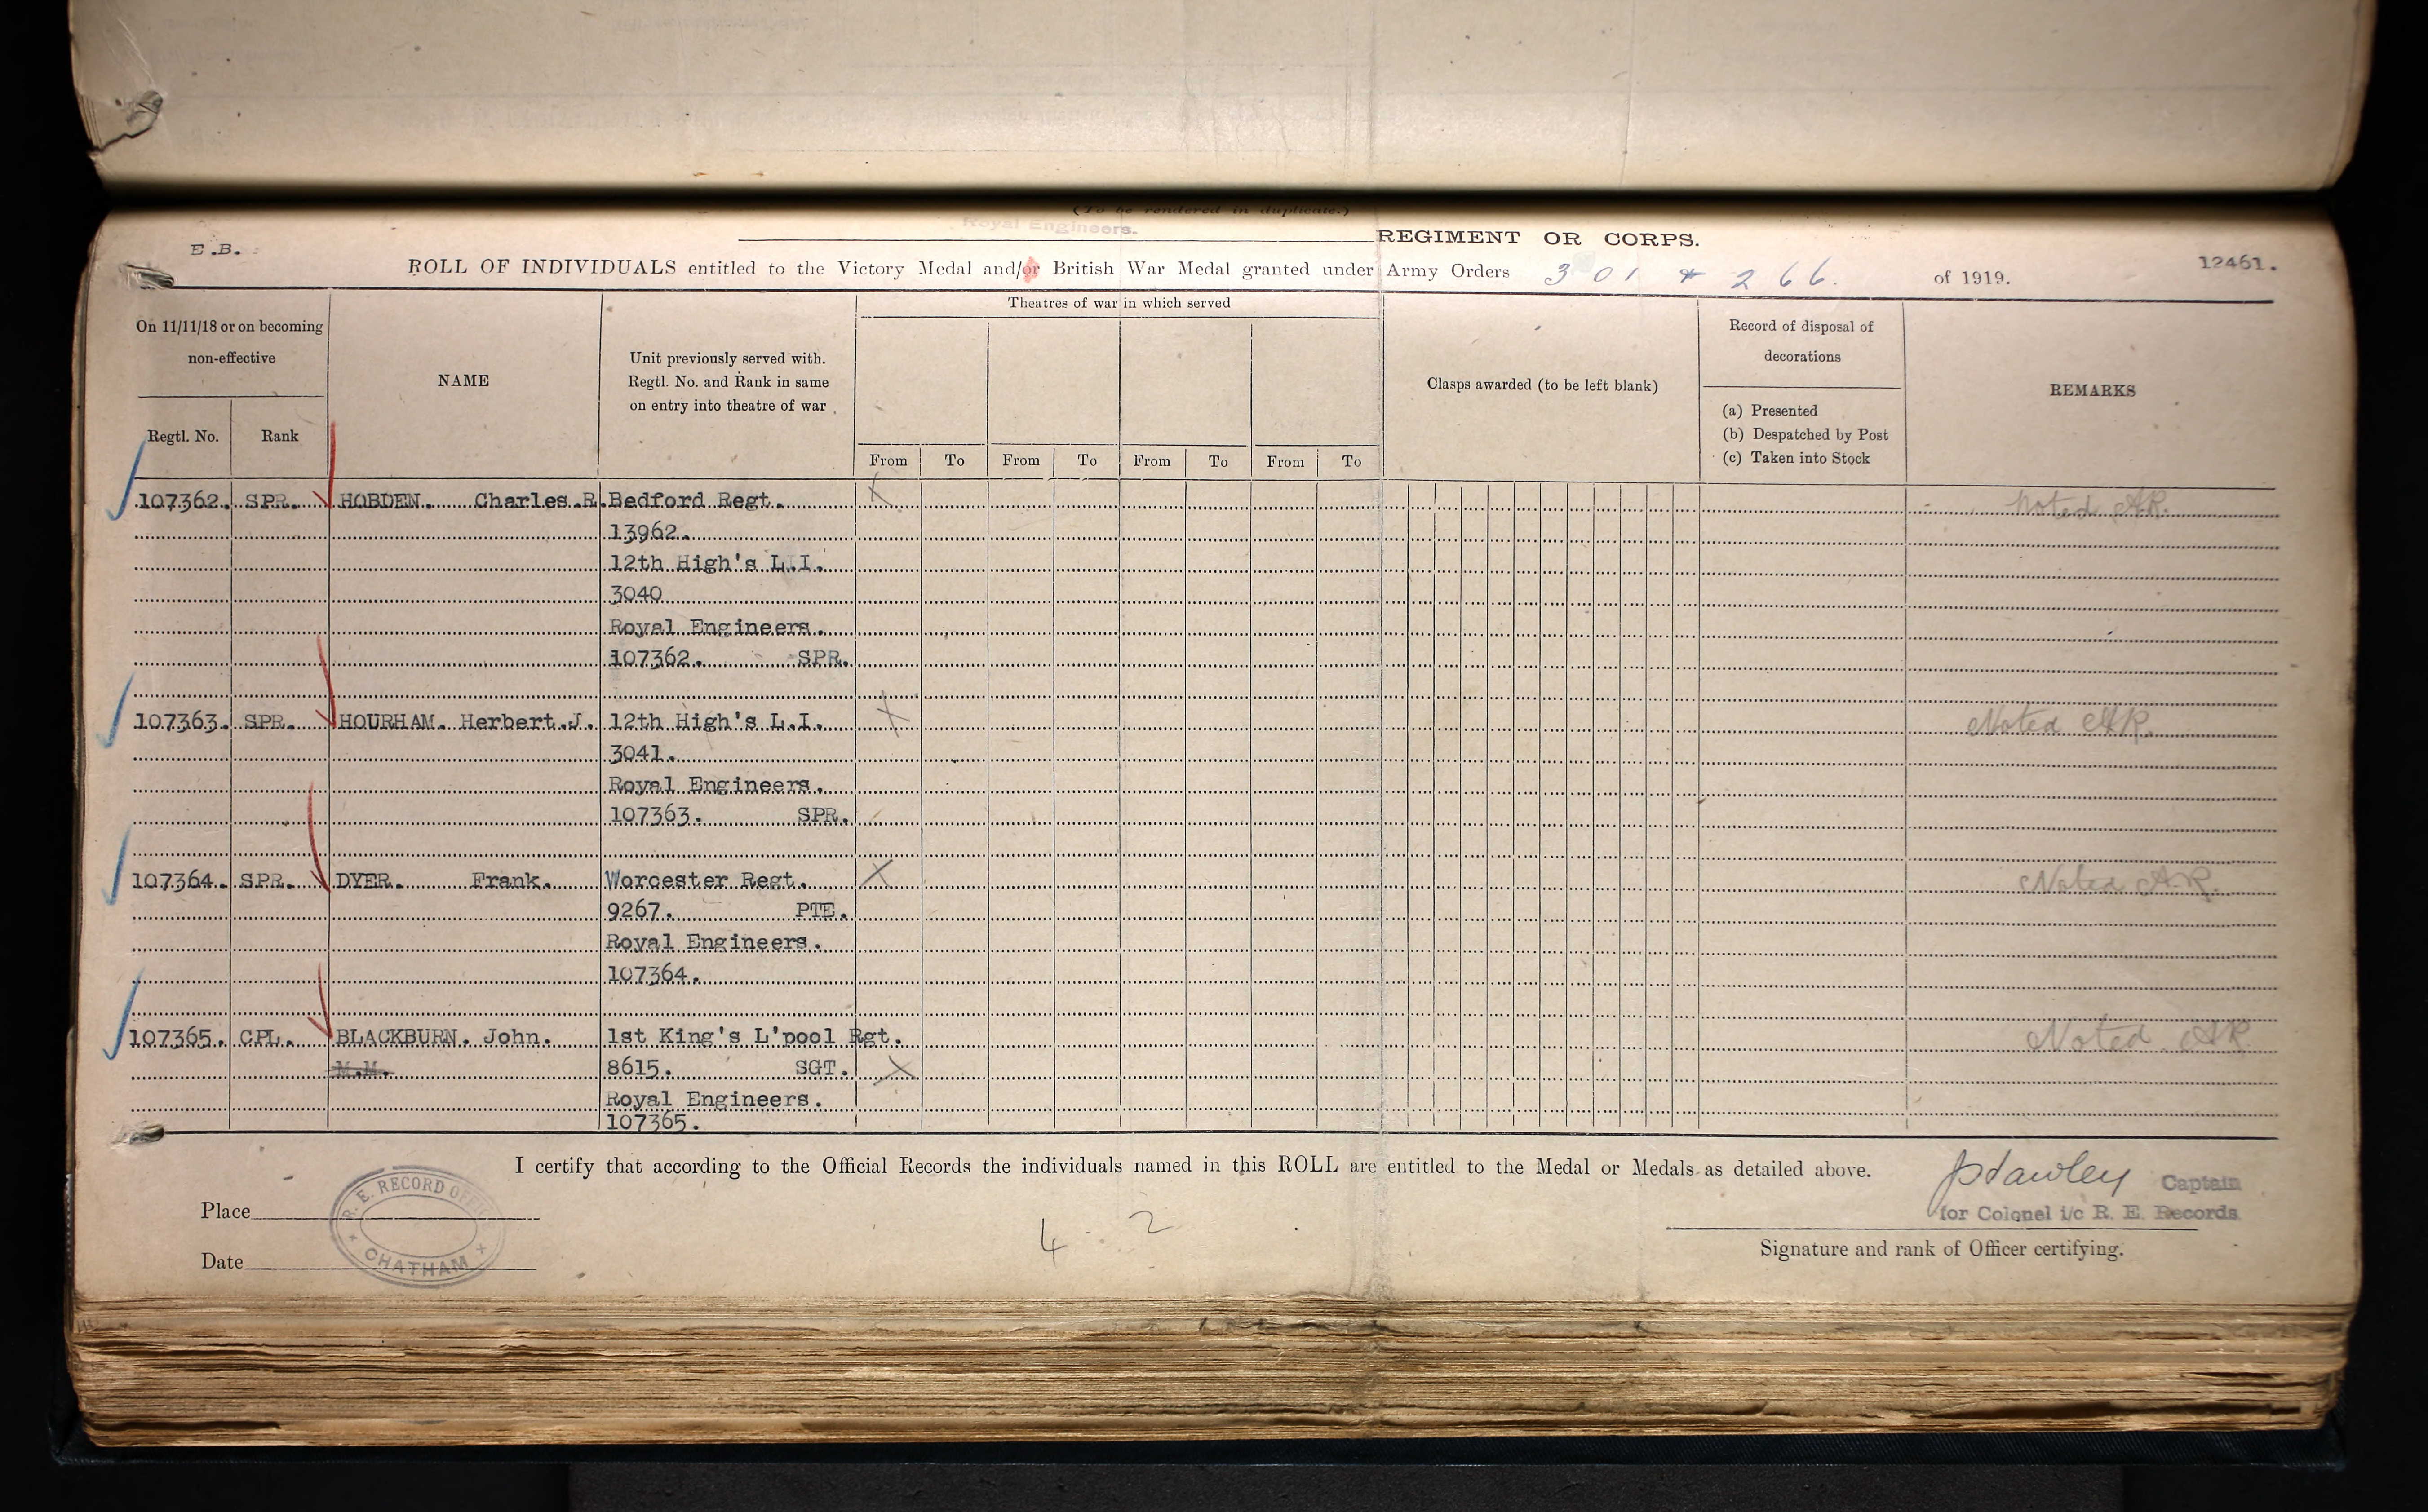 (To be rendered in duplicate.)
Royal Engineers. REGIMENT OR CORPS.
E.B.
ROLL OF INDIVIDUALS entitled to the Victory Medal and/or British War Medal granted under Army Orders 301 & 266. of 1919.
12461.
On 11/11/18 or on becoming
non-effective
Regtl. No. Rank
NAME
Unit previously served with.
Regtl. No. and Rank in same
on entry into theatre of war
Theatres of war in which served
From To From To From To From To
Clasps awarded (to be left blank)
Record of disposal of
decorations
(a) Presented
(b) Despatched by Post
(c) Taken into Stock
REMARKS
107362. SPR. HOBDEN. Charles.R. Bedford Regt. X Noted AR.
13962.
12th High's L.I.
3040
Royal Engineers.
107362. SPR.
107363. SPR. HOURHAM. Herbert.J. 12th High's L.I. X Noted AR.
3041.
Royal Engineers.
107363. SPR.
107364. SPR. DYER. Frank. Worcester Regt. X Noted AR.
9267. PTE.
Royal Engineers.
107364.
107365. CPL. BLACKBURN. John. 1st King's L'pool Rgt. Noted AR
M.M. 8615. SGT. X
Royal Engineers.
107365.
I certify that according to the Official Records the individuals named in this ROLL are entitled to the Medal or Medals as detailed above.
Captain
for Colonel i/c R. E. Records
Signature and rank of Officer certifying.
Place
Date
R. E. RECORD OFFICE
CHATHAM
4 2